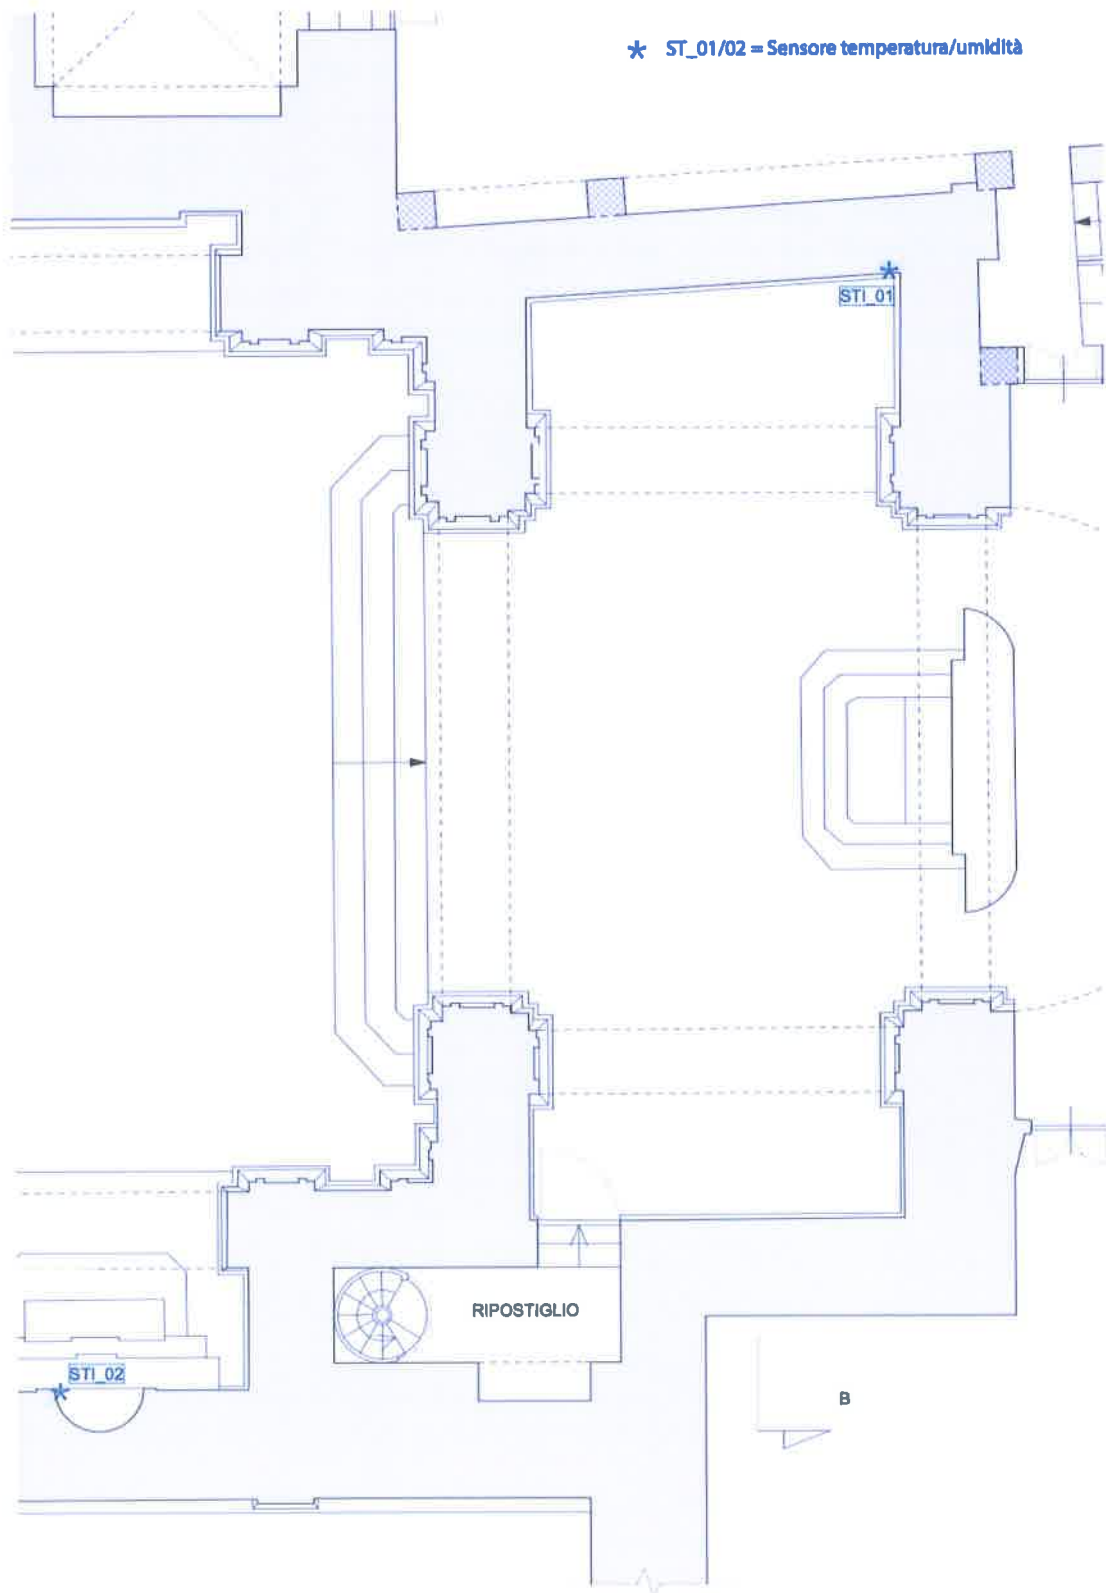 * ST_01/02 = Sensore temperatura/umidità
STI_01
RIPOSTIGLIO
STI_02
B